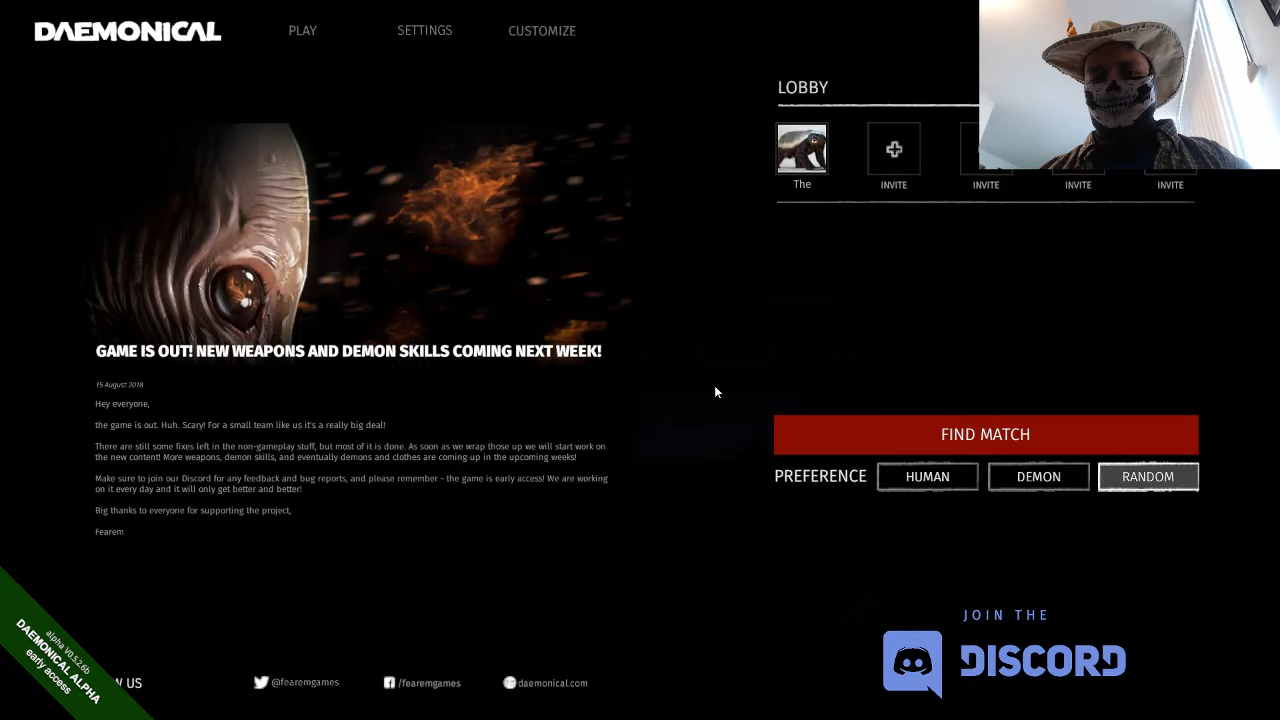 DAEMONICAL
PLAY
SETTINGS
CUSTOMIZE
LOBBY
The
INVITE
INVITE
INVITE
INVITE
GAME IS OUT! NEW WEAPONS AND DEMON SKILLS COMING NEXT WEEK!
15 August 2018
Hey everyone,
the game is out. Huh. Scary! For a small team like us it's a really big deal!
There are still some fixes left in the non-gameplay stuff, but most of it is done. As soon as we wrap those up we will start work on
the new content! More weapons, demon skills, and eventually demons and clothes are coming up in the upcoming weeks!
Make sure to join our Discord for any feedback and bug reports, and please remember - the game is early access! We are working
on it every day and it will only get better and better!
Big thanks to everyone for supporting the project,
Fearem
FIND MATCH
PREFERENCE
HUMAN
DEMON
RANDOM
JOIN THE
DISCORD
alpha V0.5.2.6b
DAEMONICAL ALPHA
early access
W US
@fearemgames
/fearemgames
daemonical.com